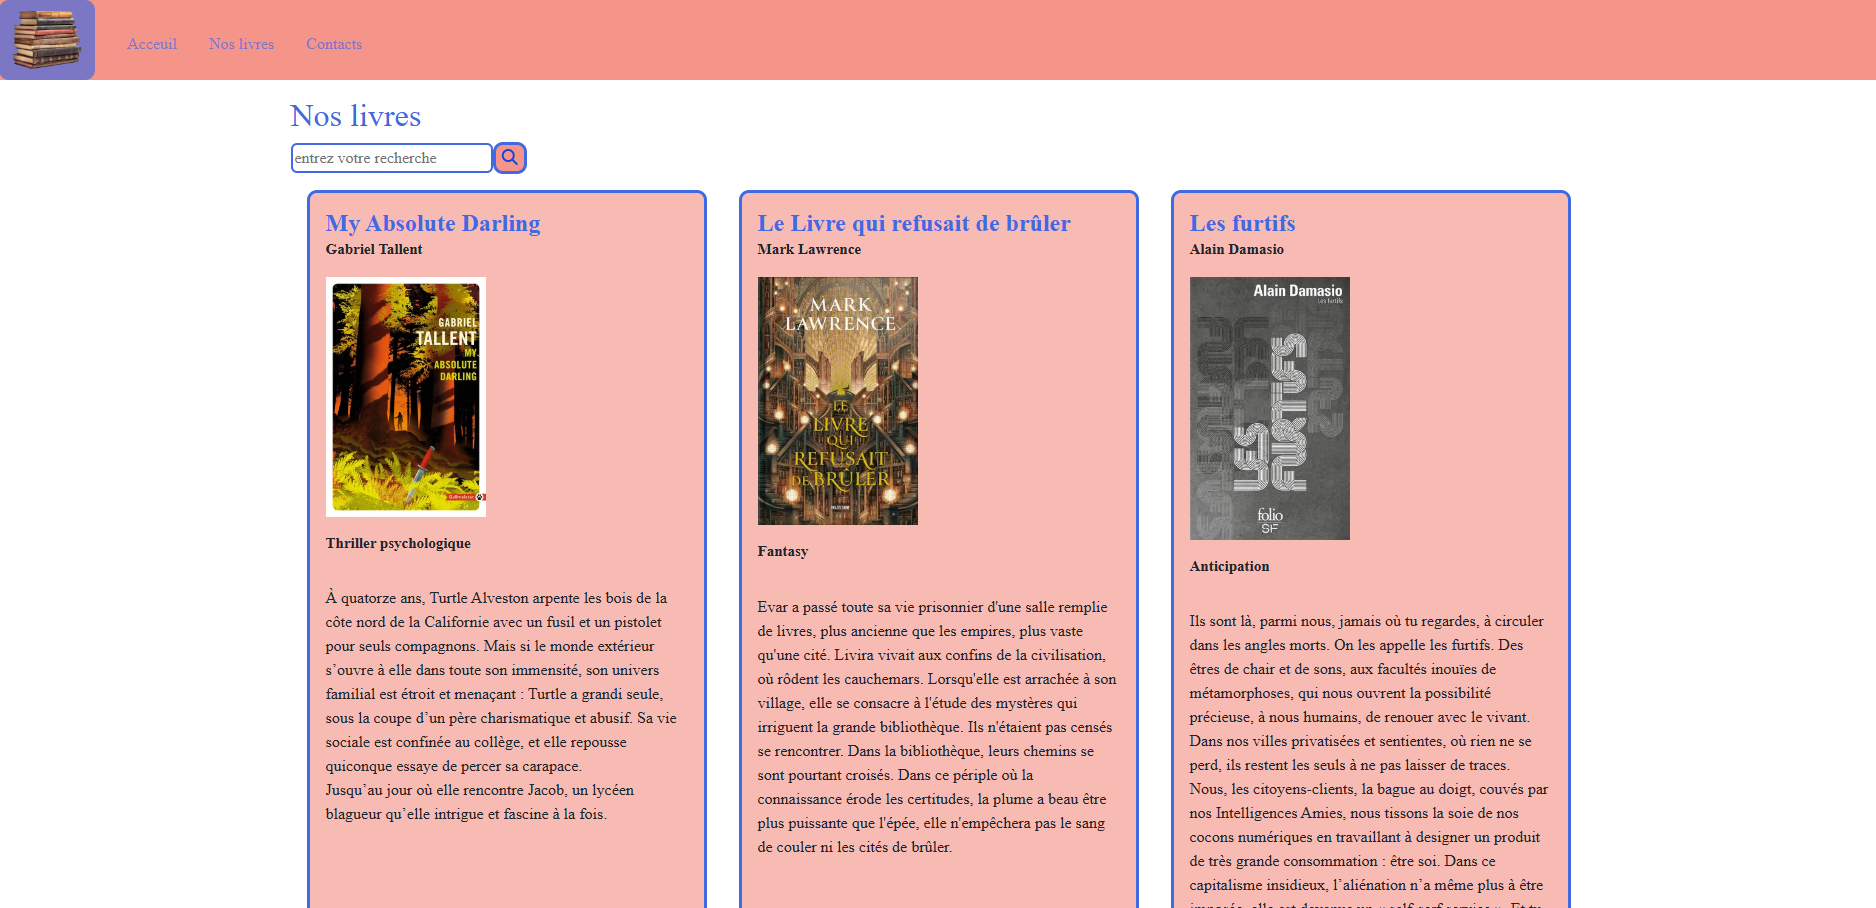 Acceuil Nos livres Contacts
Nos livres
entrez votre recherche
My Absolute Darling
Gabriel Tallent
GABRIEL
TALLENT
MY
ABSOLUTE
DARLING
Gallmeister
Thriller psychologique
À quatorze ans, Turtle Alveston arpente les bois de la
côte nord de la Californie avec un fusil et un pistolet
pour seuls compagnons. Mais si le monde extérieur
s’ouvre à elle dans toute son immensité, son univers
familial est étroit et menaçant : Turtle a grandi seule,
sous la coupe d’un père charismatique et abusif. Sa vie
sociale est confinée au collège, et elle repousse
quiconque essaye de percer sa carapace.
Jusqu’au jour où elle rencontre Jacob, un lycéen
blagueur qu’elle intrigue et fascine à la fois.
Le Livre qui refusait de brûler
Mark Lawrence
MARK
LAWRENCE
LE
LIVRE
QUI
REFUSAIT
DE BRÛLER
Fantasy
Evar a passé toute sa vie prisonnier d'une salle remplie
de livres, plus ancienne que les empires, plus vaste
qu'une cité. Livira vivait aux confins de la civilisation,
où rôdent les cauchemars. Lorsqu'elle est arrachée à son
village, elle se consacre à l'étude des mystères qui
irriguent la grande bibliothèque. Ils n'étaient pas censés
se rencontrer. Dans la bibliothèque, leurs chemins se
sont pourtant croisés. Dans ce périple où la
connaissance érode les certitudes, la plume a beau être
plus puissante que l'épée, elle n'empêchera pas le sang
de couler ni les cités de brûler.
Les furtifs
Alain Damasio
Alain Damasio
Les furtifs
LES FURTIFS
folio
SF
Anticipation
Ils sont là, parmi nous, jamais où tu regardes, à circuler
dans les angles morts. On les appelle les furtifs. Des
êtres de chair et de sons, aux facultés inouïes de
métamorphoses, qui nous ouvrent la possibilité
précieuse, à nous humains, de renouer avec le vivant.
Dans nos villes privatisées et sentientes, où rien ne se
perd, ils restent les seuls à ne pas laisser de traces.
Nous, les citoyens-clients, la bague au doigt, couvés par
nos Intelligences Amies, nous tissons la soie de nos
cocons numériques en travaillant à designer un produit
de très grande consommation : être soi. Dans ce
capitalisme insidieux, l’aliénation n’a même plus à être